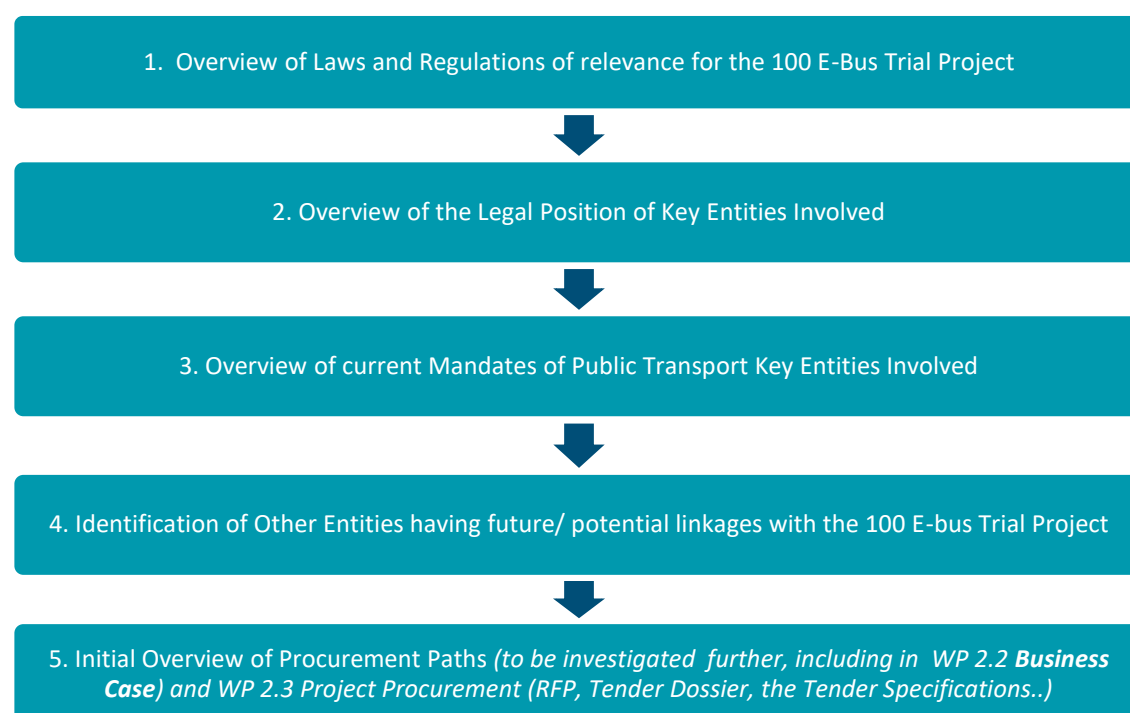 1. Overview of Laws and Regulations of relevance for the 100 E-Bus Trial Project
2. Overview of the Legal Position of Key Entities Involved
3. Overview of current Mandates of Public Transport Key Entities Involved
4. Identification of Other Entities having future/ potential linkages with the 100 E-bus Trial Project
5. Initial Overview of Procurement Paths (to be investigated further, including in WP 2.2 Business
Case) and WP 2.3 Project Procurement (RFP, Tender Dossier, the Tender Specifications..)